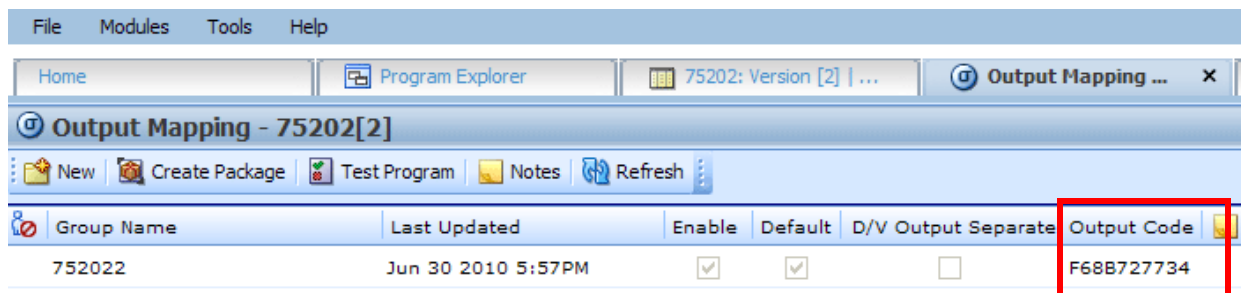 File Modules Tools Help
Home Program Explorer 75202: Version [2] | ... Output Mapping ... x
Output Mapping - 75202[2]
New Create Package Test Program Notes Refresh
Group Name Last Updated Enable Default D/V Output Separate Output Code
752022 Jun 30 2010 5:57PM F68B727734